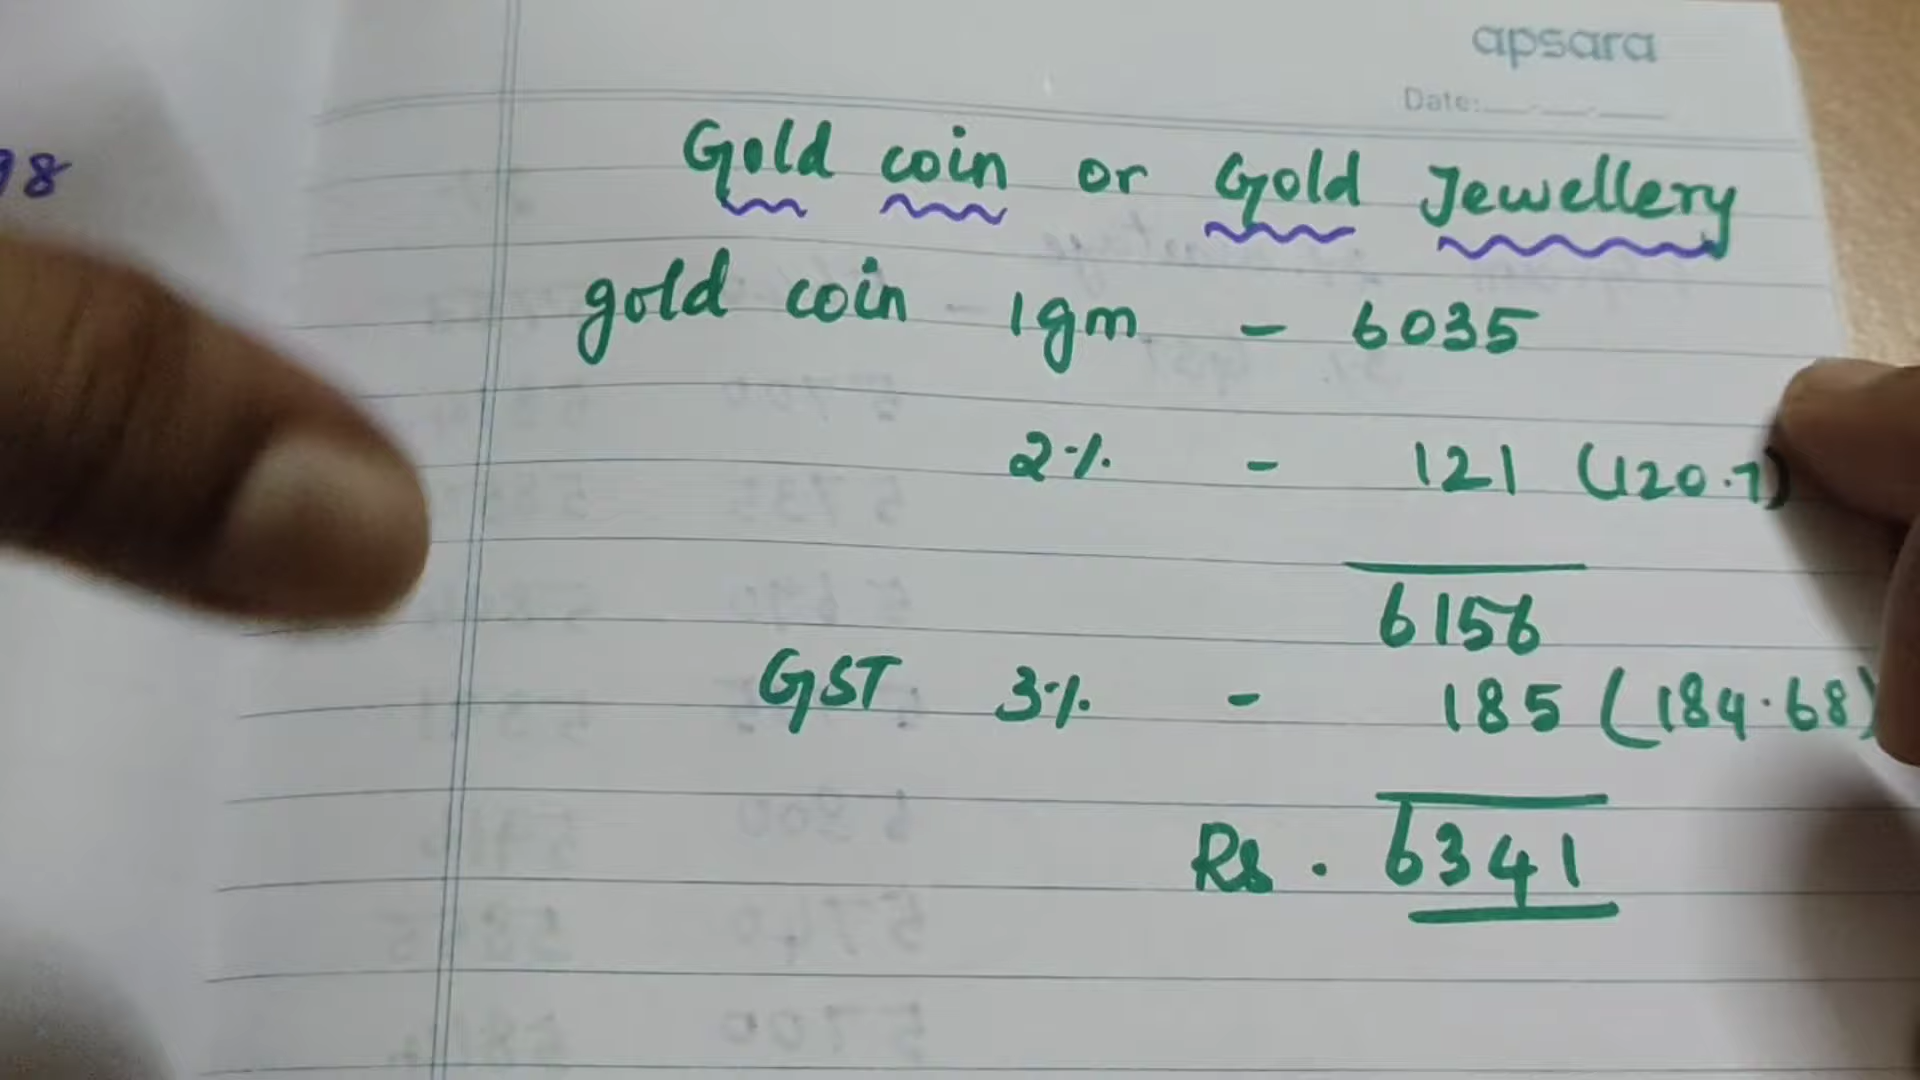 apsara
Date:
98
Gold coin or Gold Jewellery
gold coin - 1gm - 6035
2% - 121 (120.7)
6156
GST 3% - 185 (184.68)
Rs. 6341